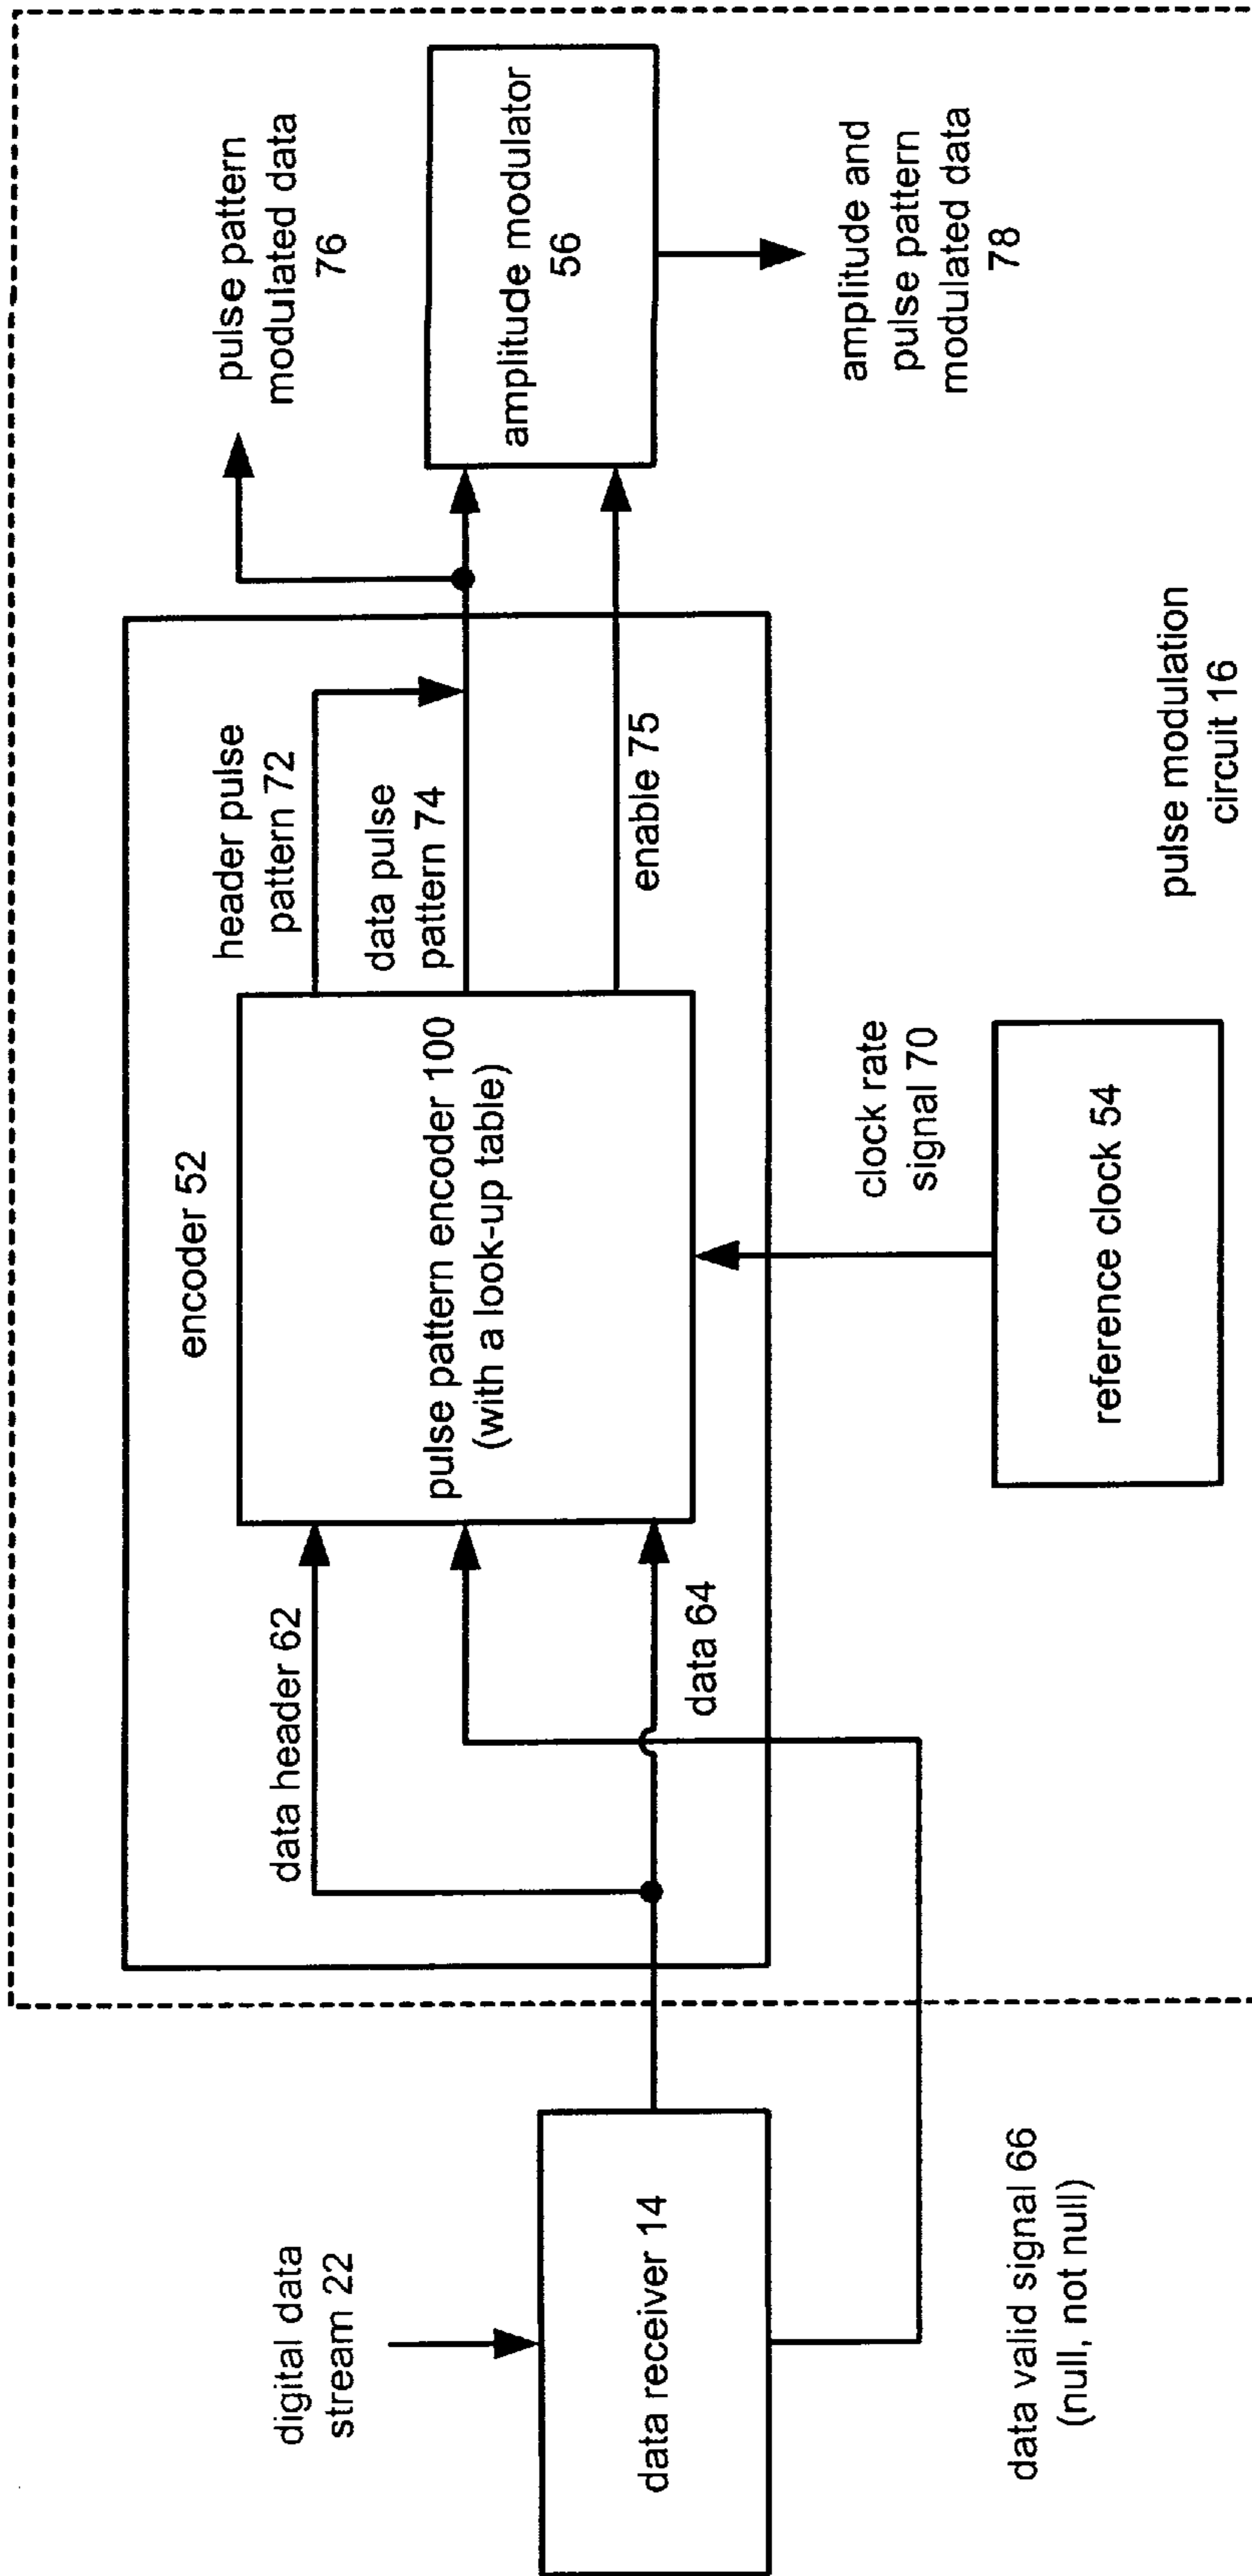 digital data
stream 22
data receiver 14
data valid signal 66
(null, not null)
encoder 52
data header 62
data 64
pulse pattern encoder 100
(with a look-up table)
header pulse
pattern 72
data pulse
pattern 74
enable 75
clock rate
signal 70
reference clock 54
pulse pattern
modulated data
76
amplitude modulator
56
amplitude and
pulse pattern
modulated data
78
pulse modulation
circuit 16